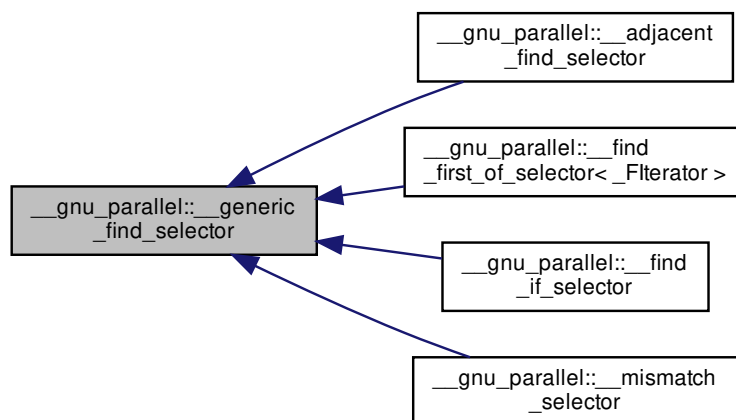 __gnu_parallel::__adjacent
_find_selector
__gnu_parallel::__find
_first_of_selector< _FIterator >
__gnu_parallel::__generic
_find_selector
__gnu_parallel::__find
_if_selector
__gnu_parallel::__mismatch
_selector